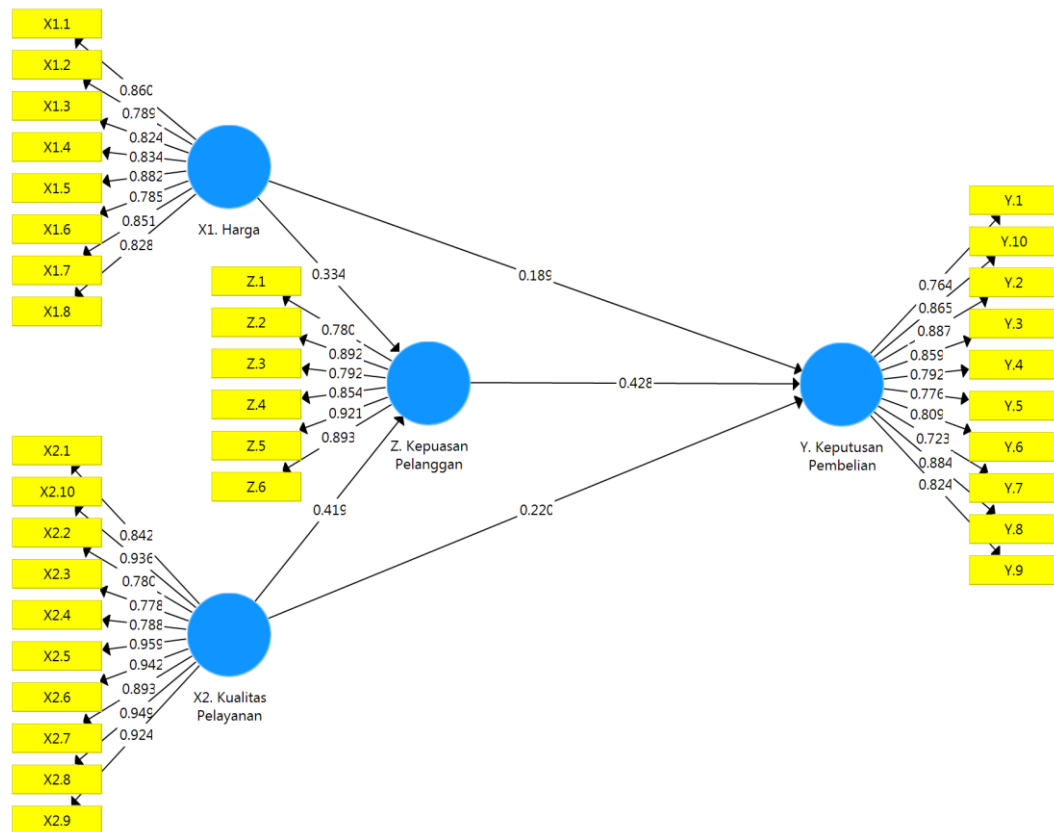 X1.1
X1.2
X1.3
X1.4
X1.5
X1.6
X1.7
X1.8
0.860
0.789
0.824
0.834
0.882
0.785
0.851
0.828
X1. Harga
0.334
0.189
Z.1
Z.2
Z.3
Z.4
Z.5
Z.6
0.780
0.892
0.792
0.854
0.921
0.893
Z. Kepuasan
Pelanggan
0.428
X2.1
X2.10
X2.2
X2.3
X2.4
X2.5
X2.6
X2.7
X2.8
X2.9
0.842
0.936
0.780
0.778
0.788
0.959
0.942
0.893
0.949
0.924
X2. Kualitas
Pelayanan
0.419
0.220
Y. Keputusan
Pembelian
0.764
0.865
0.887
0.859
0.792
0.776
0.809
0.723
0.884
0.824
Y.1
Y.10
Y.2
Y.3
Y.4
Y.5
Y.6
Y.7
Y.8
Y.9